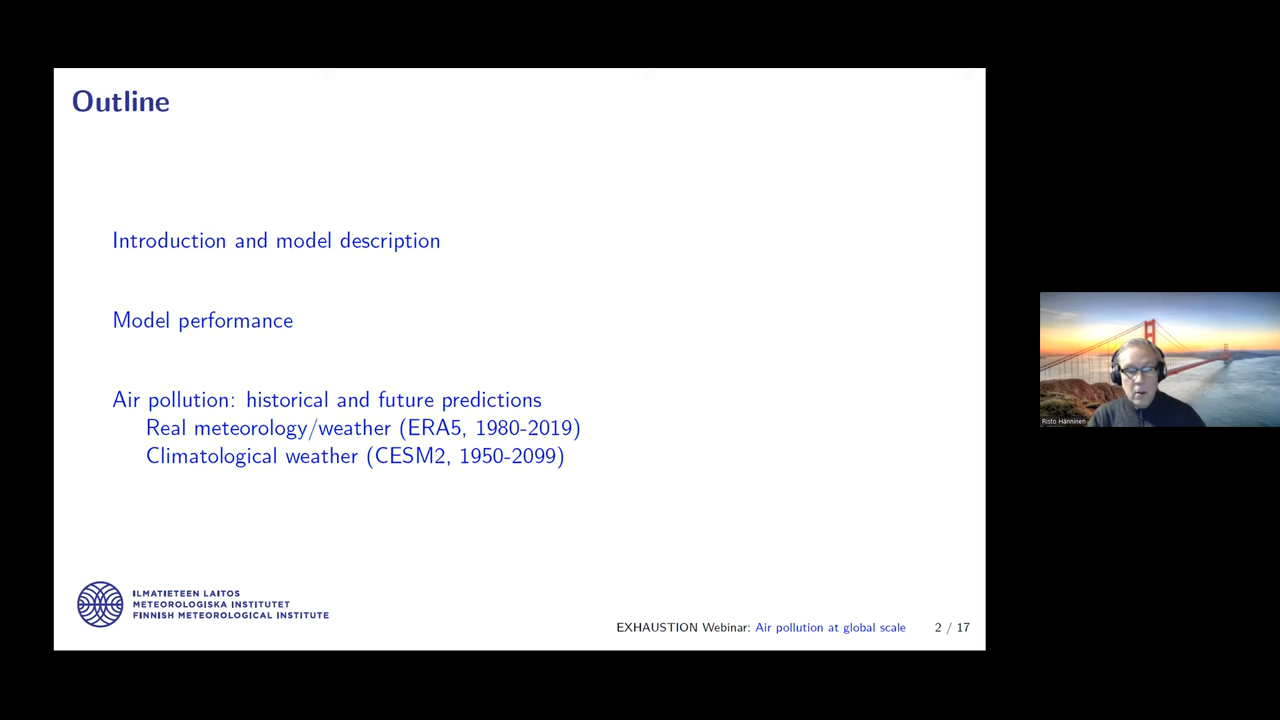 Outline
Introduction and model description
Model performance
Air pollution: historical and future predictions
Real meteorology/weather (ERA5, 1980-2019)
Climatological weather (CESM2, 1950-2099)
ILMATIETEEN LAITOS
METEOROLOGISKA INSTITUTET
FINNISH METEOROLOGICAL INSTITUTE
EXHAUSTION Webinar: Air pollution at global scale 2 / 17
Risto Hänninen